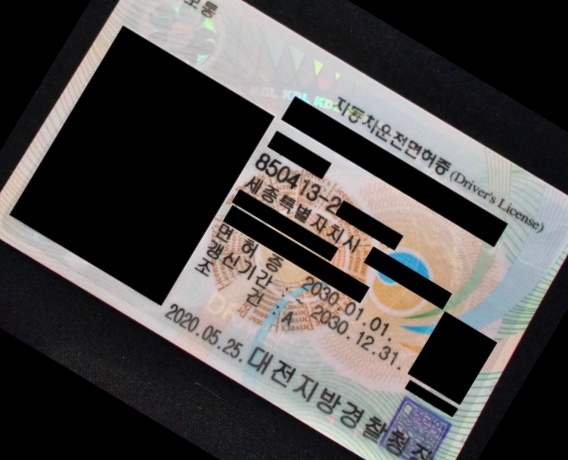 보통
자동차운전면허증 (Driver's License)
850413-2
세종특별자치시
면 허 증
갱신기간 : 2030.01.01.
~ 2030.12.31.
조 건 : A
2020.05.25. 대전지방경찰청장